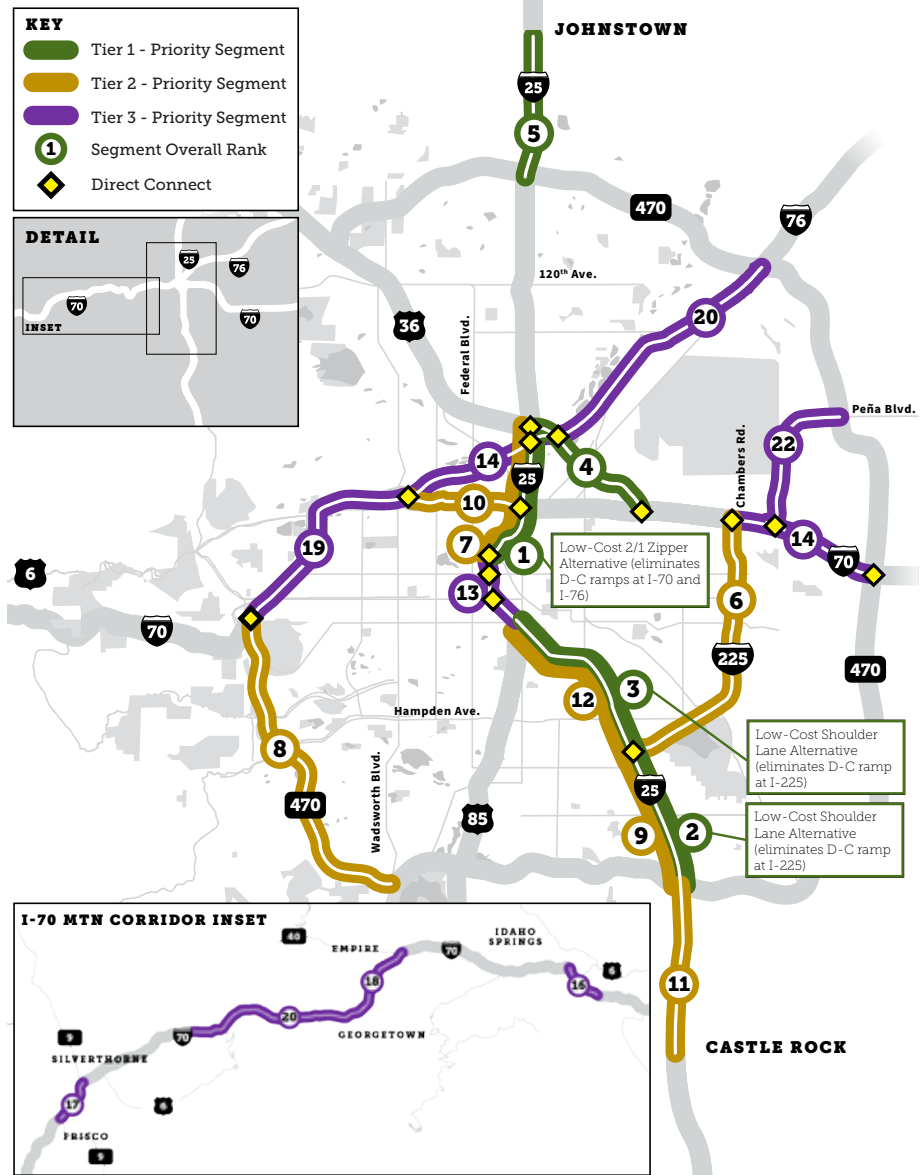 KEY
Tier 1 - Priority Segment
Tier 2 - Priority Segment
Tier 3 - Priority Segment
1
Segment Overall Rank
Direct Connect
DETAIL
25
76
70
70
INSET
JOHNSTOWN
25
5
470
76
120th Ave.
20
36
Federal Blvd.
Peña Blvd.
22
Chambers Rd.
14
4
25
10
14
19
7
1
70
Low-Cost 2/1 Zipper
Alternative (eliminates
D-C ramps at I-70 and
I-76)
6
13
6
70
225
470
3
12
Hampden Ave.
Low-Cost Shoulder
Lane Alternative
(eliminates D-C ramp
at I-225)
8
25
470
Wadsworth Blvd.
85
9
2
Low-Cost Shoulder
Lane Alternative
(eliminates D-C ramp
at I-225)
11
CASTLE ROCK
I-70 MTN CORRIDOR INSET
40
EMPIRE
70
IDAHO
SPRINGS
6
18
16
20
GEORGETOWN
70
9
SILVERTHORNE
17
6
FRISCO
9